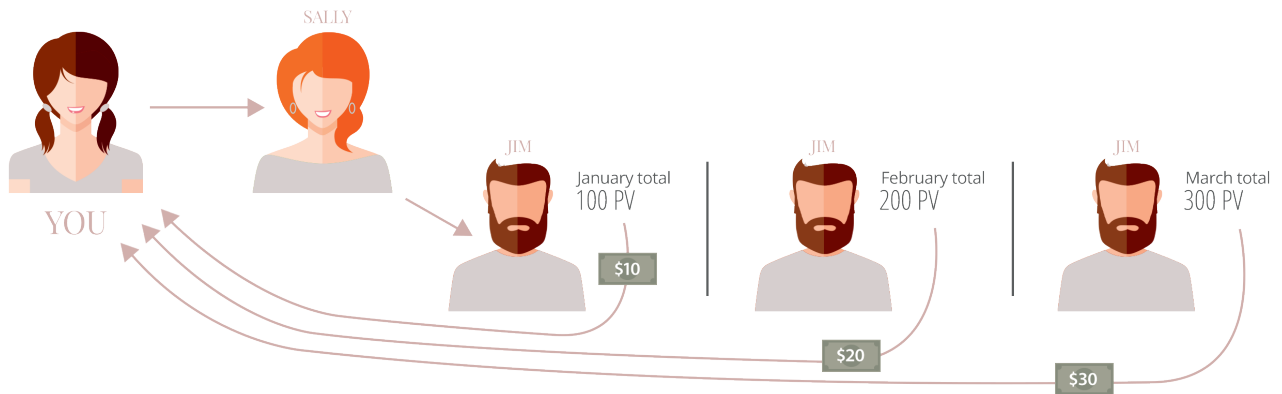 SALLY
YOU
JIM
January total
100 PV
$10
JIM
February total
200 PV
$20
JIM
March total
300 PV
$30